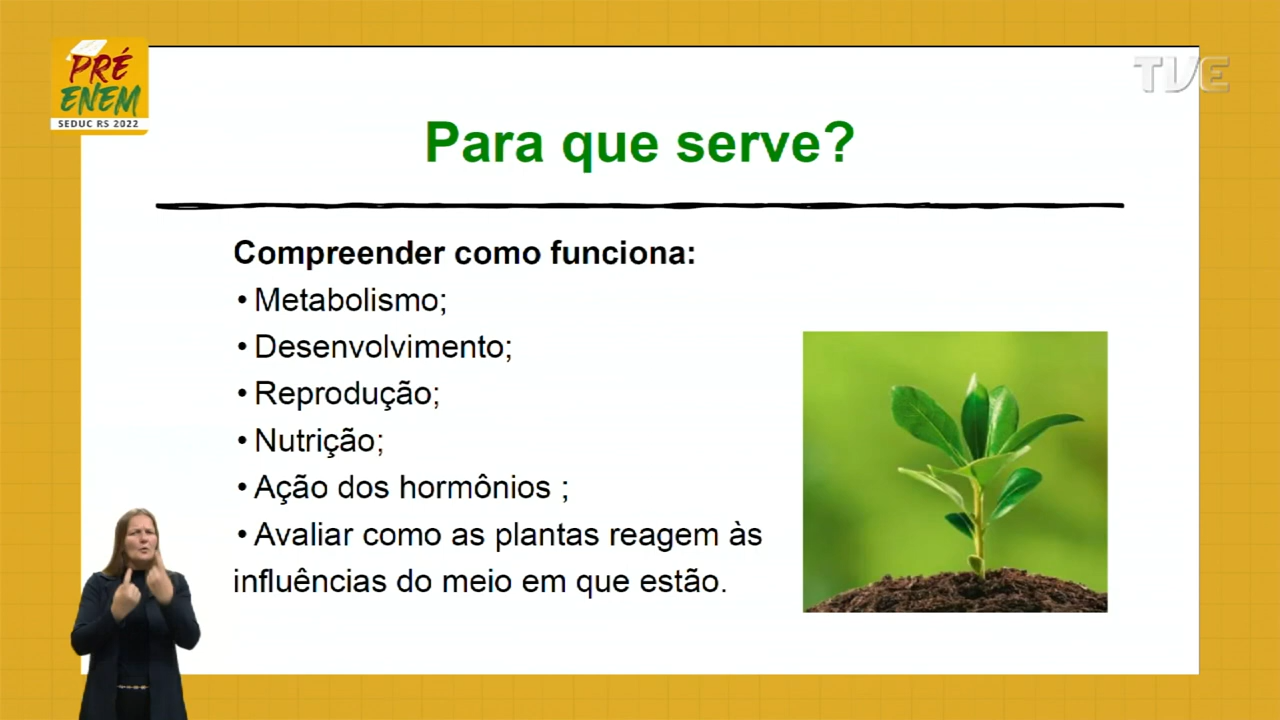 PRÉ
ENEM
SEDUC RS 2022
TVE
Para que serve?
Compreender como funciona:
• Metabolismo;
• Desenvolvimento;
• Reprodução;
• Nutrição;
• Ação dos hormônios ;
• Avaliar como as plantas reagem às
influências do meio em que estão.